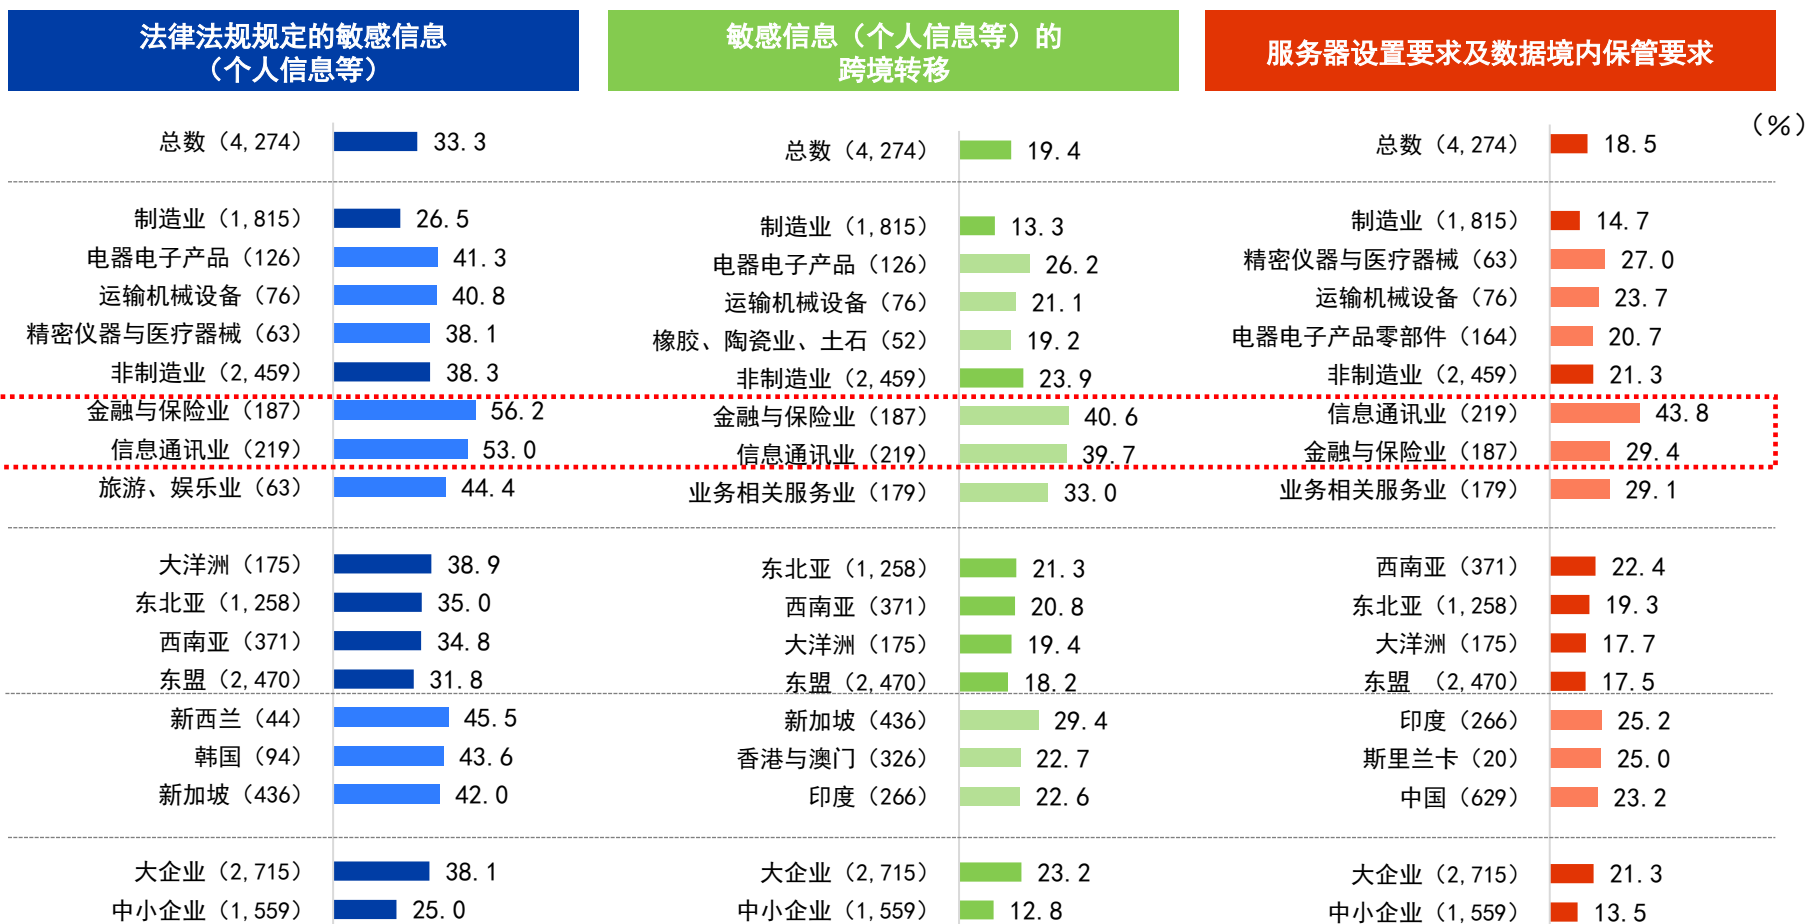 法律法规规定的敏感信息
（个人信息等）
敏感信息（个人信息等）的
跨境转移
服务器设置要求及数据境内保管要求
（%）
总数（4,274） 33.3
制造业（1,815） 26.5
电器电子产品（126） 41.3
运输机械设备（76） 40.8
精密仪器与医疗器械（63） 38.1
非制造业（2,459） 38.3
金融与保险业（187） 56.2
信息通讯业（219） 53.0
旅游、娱乐业（63） 44.4
大洋洲（175） 38.9
东北亚（1,258） 35.0
西南亚（371） 34.8
东盟（2,470） 31.8
新西兰（44） 45.5
韩国（94） 43.6
新加坡（436） 42.0
大企业（2,715） 38.1
中小企业（1,559） 25.0
总数（4,274） 19.4
制造业（1,815） 13.3
电器电子产品（126） 26.2
运输机械设备（76） 21.1
橡胶、陶瓷业、土石（52） 19.2
非制造业（2,459） 23.9
金融与保险业（187） 40.6
信息通讯业（219） 39.7
业务相关服务业（179） 33.0
东北亚（1,258） 21.3
西南亚（371） 20.8
大洋洲（175） 19.4
东盟（2,470） 18.2
新加坡（436） 29.4
香港与澳门（326） 22.7
印度（266） 22.6
大企业（2,715） 23.2
中小企业（1,559） 12.8
总数（4,274） 18.5
制造业（1,815） 14.7
精密仪器与医疗器械（63） 27.0
运输机械设备（76） 23.7
电器电子产品零部件（164） 20.7
非制造业（2,459） 21.3
信息通讯业（219） 43.8
金融与保险业（187） 29.4
业务相关服务业（179） 29.1
西南亚（371） 22.4
东北亚（1,258） 19.3
大洋洲（175） 17.7
东盟 （2,470） 17.5
印度（266） 25.2
斯里兰卡（20） 25.0
中国（629） 23.2
大企业（2,715） 21.3
中小企业（1,559） 13.5